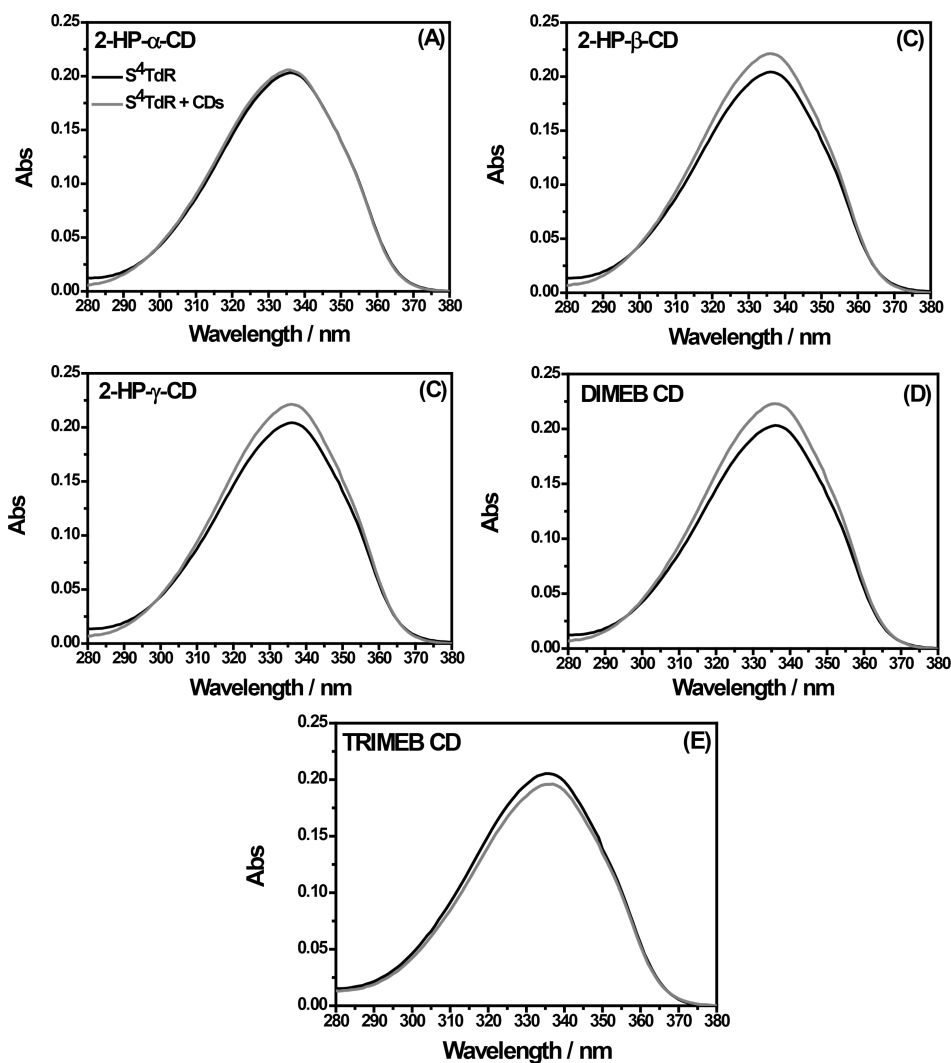 2-HP-α-CD (A)
S⁴TdR
S⁴TdR + CDs
0.25
0.20
0.15
0.10
0.05
0.00
Abs
280 290 300 310 320 330 340 350 360 370 380
Wavelength / nm
2-HP-β-CD (C)
0.25
0.20
0.15
0.10
0.05
0.00
Abs
280 290 300 310 320 330 340 350 360 370 380
Wavelength / nm
2-HP-γ-CD (C)
0.25
0.20
0.15
0.10
0.05
0.00
Abs
280 290 300 310 320 330 340 350 360 370 380
Wavelength / nm
DIMEB CD (D)
0.25
0.20
0.15
0.10
0.05
0.00
Abs
280 290 300 310 320 330 340 350 360 370 380
Wavelength / nm
TRIMEB CD (E)
0.25
0.20
0.15
0.10
0.05
0.00
Abs
280 290 300 310 320 330 340 350 360 370 380
Wavelength / nm